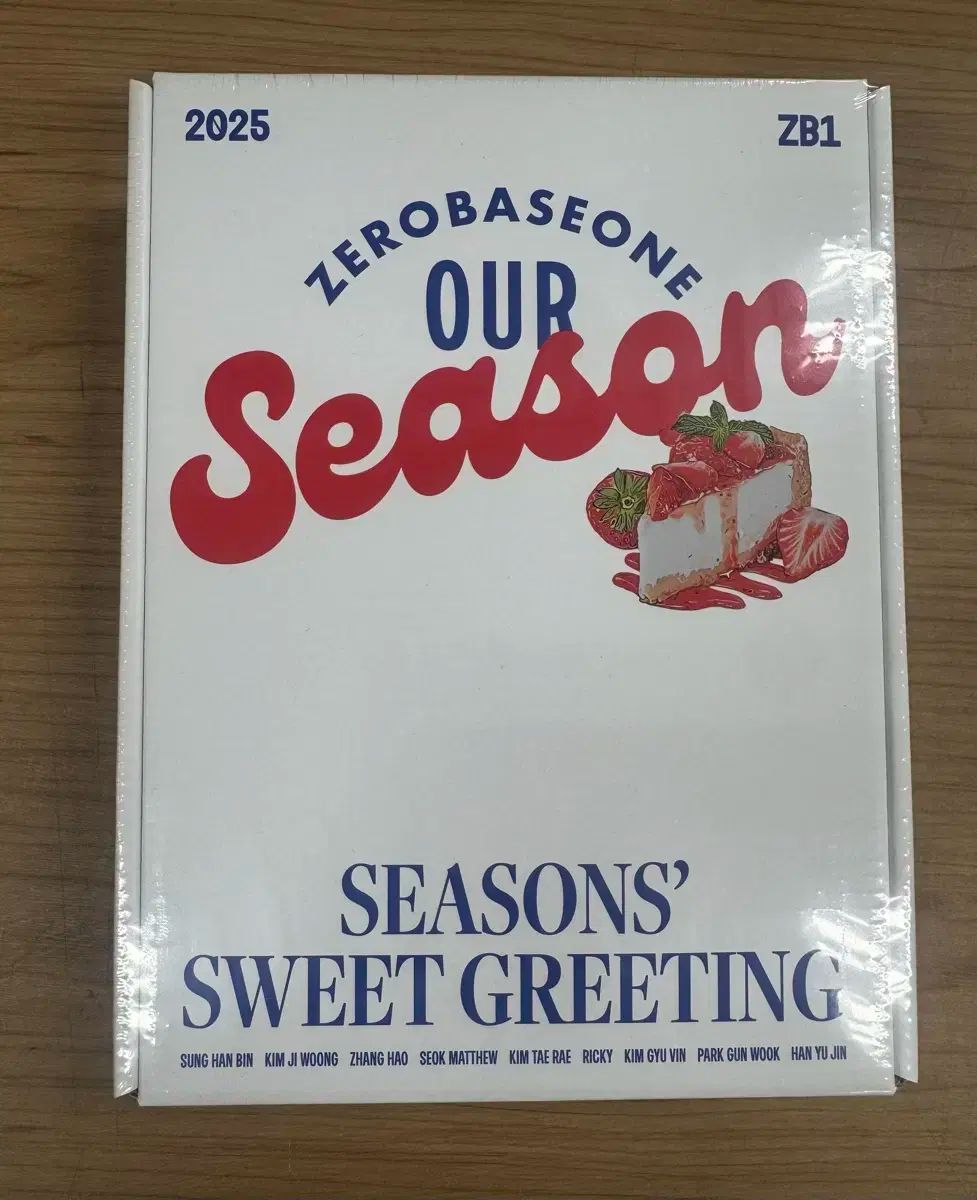 2025
ZB1
ZEROBASEONE
OUR
Season
SEASONS'
SWEET GREETING
SUNG HAN BIN KIM JI WOONG ZHANG HAO SEOK MATTHEW KIM TAE RAE RICKY KIM GYU VIN PARK GUN WOOK HAN YU JIN